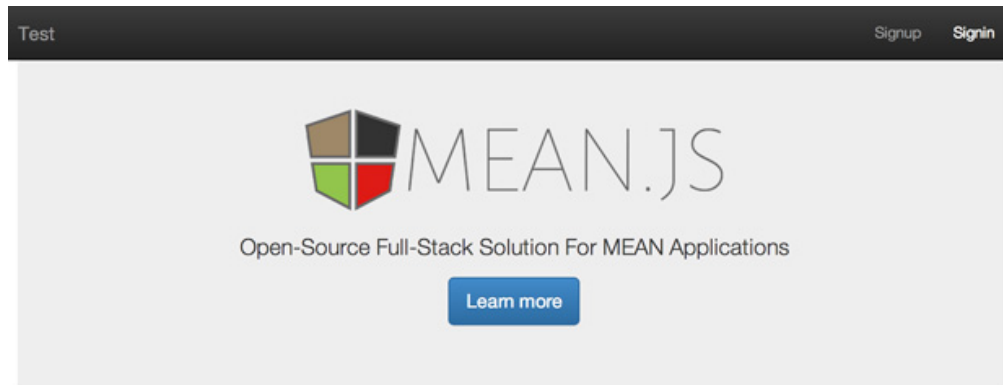 Test Signup Signin
MEAN.JS
Open-Source Full-Stack Solution For MEAN Applications
Learn more